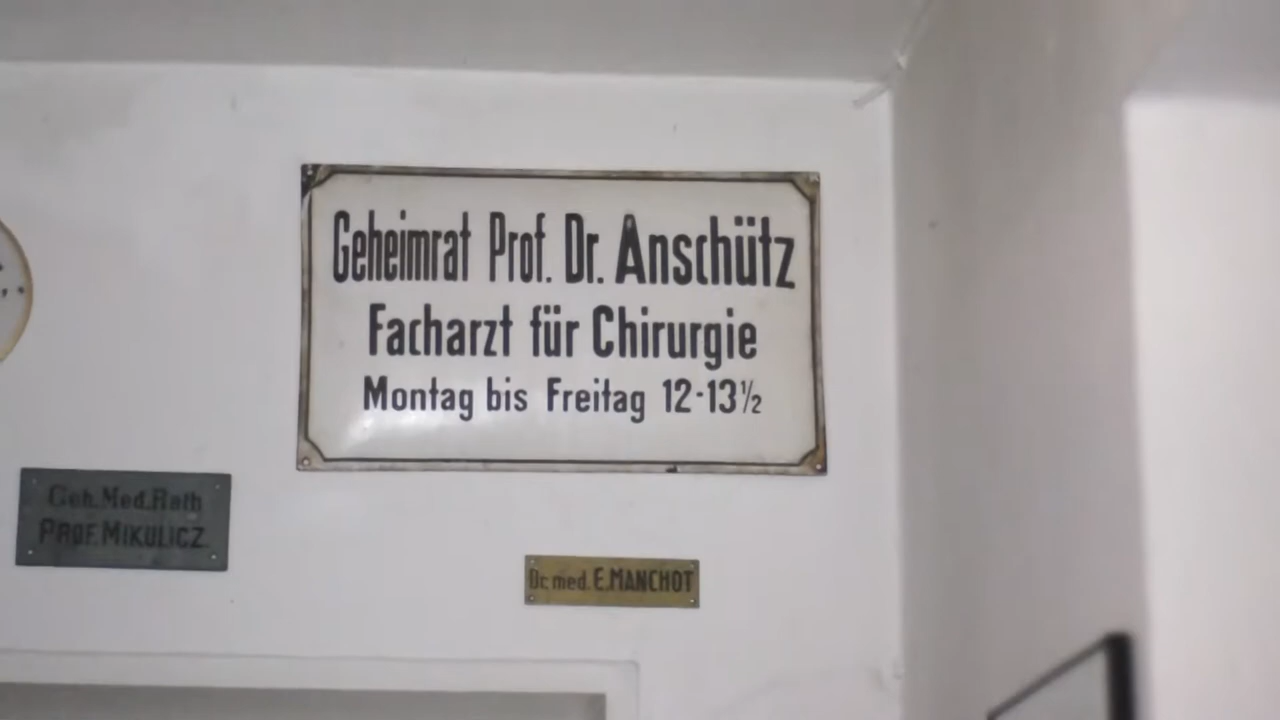 Geheimrat Prof. Dr. Anschütz
Facharzt für Chirurgie
Montag bis Freitag 12-13½
Geh. Med. Rath
PROF. MIKULICZ.
Dr. med. E. MANCHOT